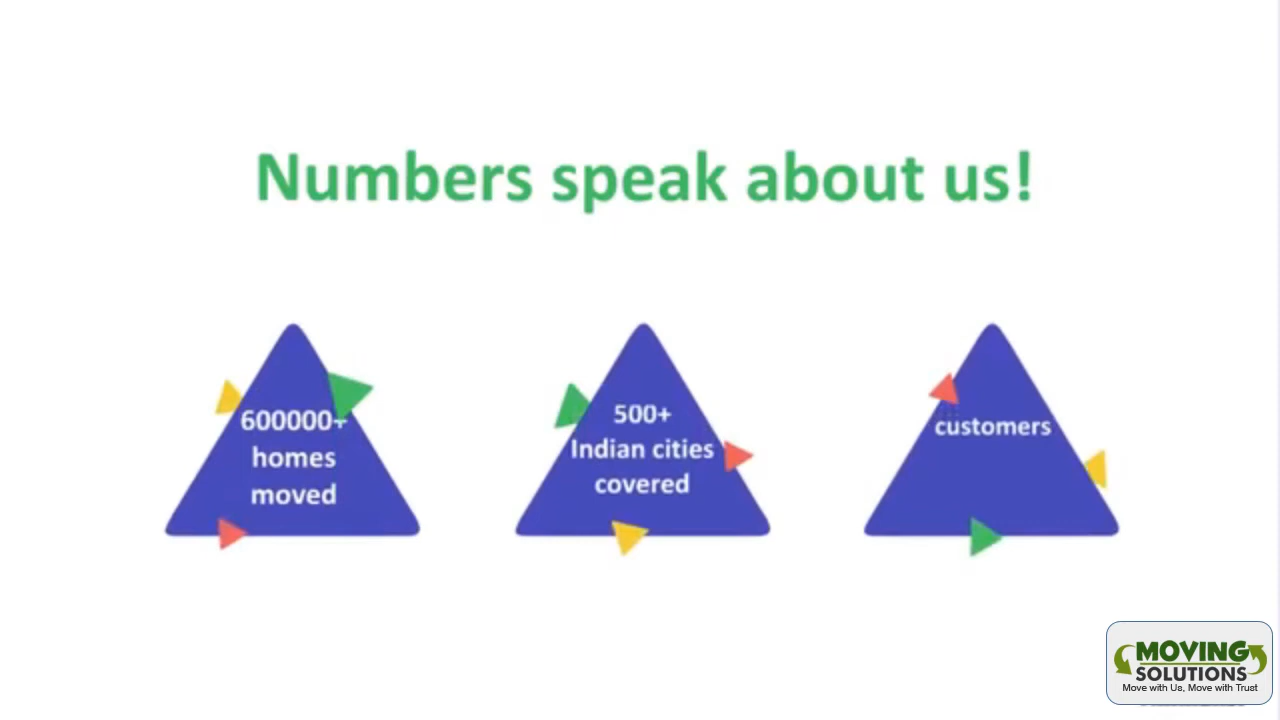 Numbers speak about us!
600000+
homes
moved
500+
Indian cities
covered
customers
MOVING
SOLUTIONS
Move with Us, Move with Trust